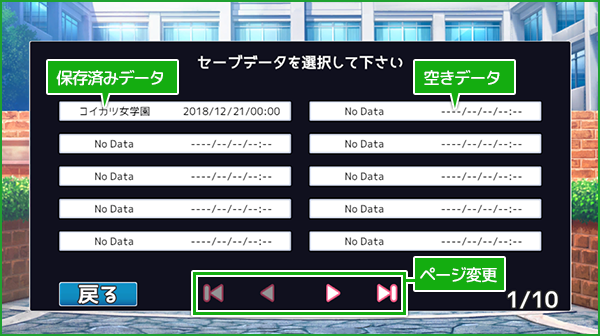 セーブデータを選択して下さい
保存済みデータ
空きデータ
コイカツ女学園 2018/12/21/00:00
No Data ----/--/--/--:--
No Data ----/--/--/--:--
No Data ----/--/--/--:--
No Data ----/--/--/--:--
No Data ----/--/--/--:--
No Data ----/--/--/--:--
No Data ----/--/--/--:--
No Data ----/--/--/--:--
No Data ----/--/--/--:--
ページ変更
戻る
1/10